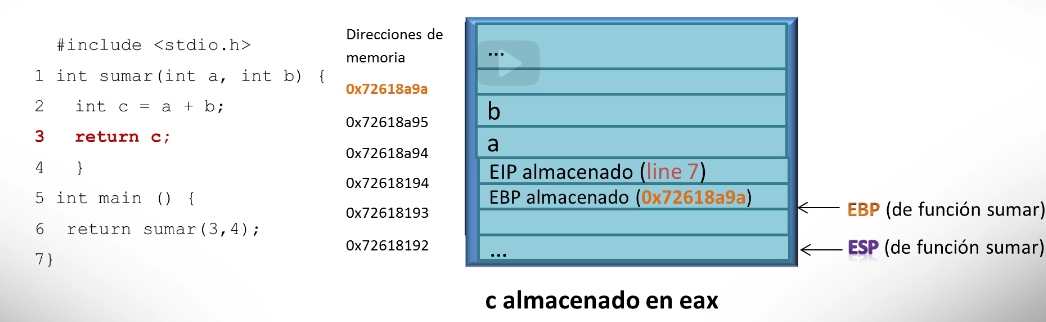 #include <stdio.h>
1 int sumar(int a, int b) {
2 int c = a + b;
3 return c;
4 }
5 int main () {
6 return sumar(3,4);
7}
Direcciones de
memoria
0x72618a9a
0x72618a95
0x72618a94
0x72618194
0x72618193
0x72618192
...
b
a
EIP almacenado (line 7)
EBP almacenado (0x72618a9a)
...
EBP (de función sumar)
ESP (de función sumar)
c almacenado en eax